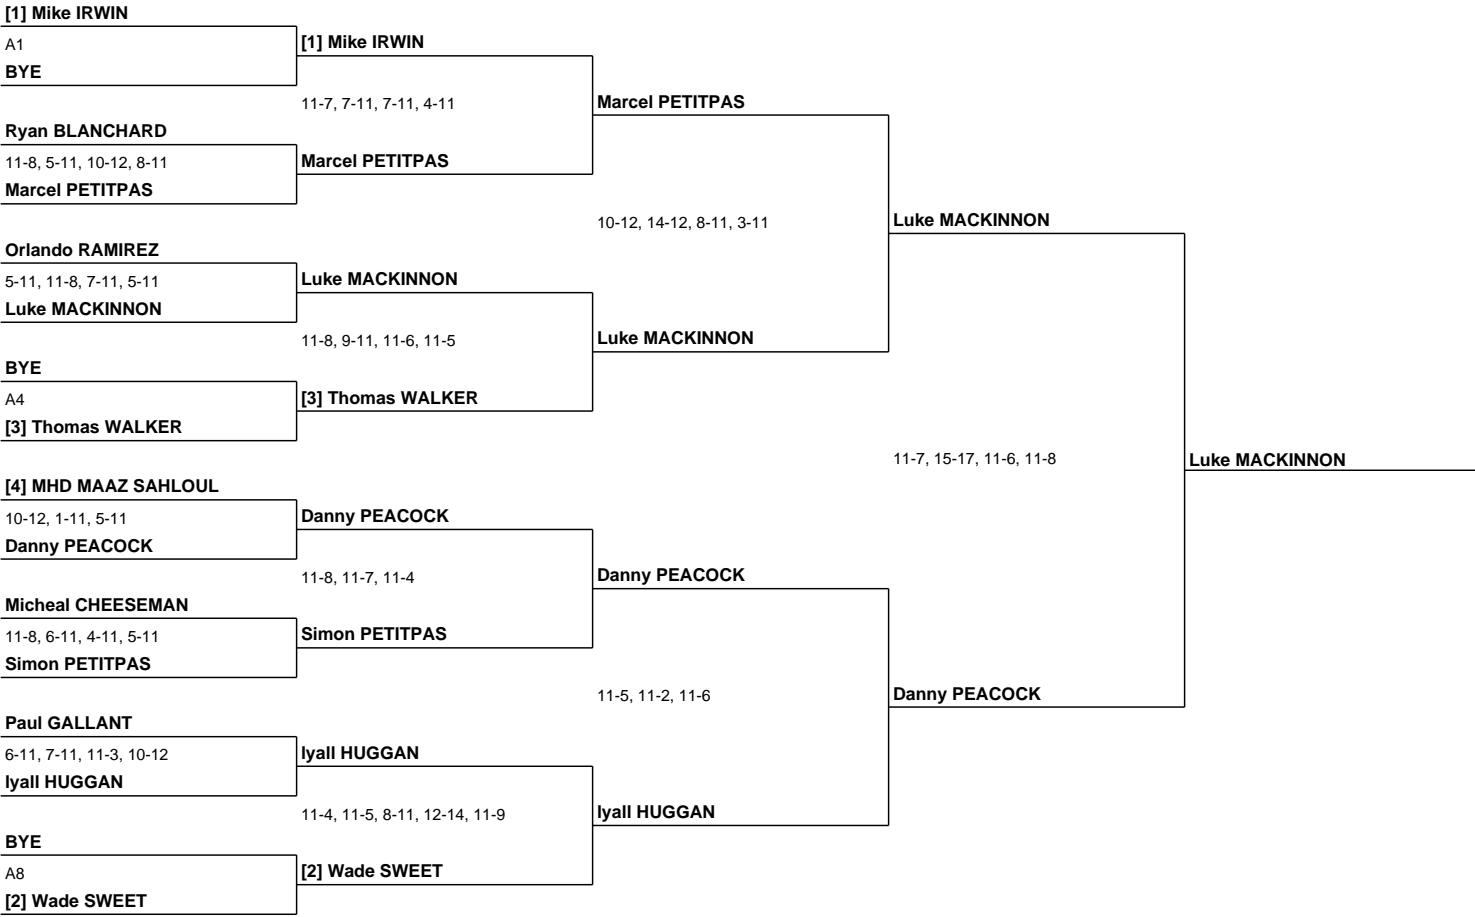 [1] Mike IRWIN
A1
BYE
Ryan BLANCHARD
11-8, 5-11, 10-12, 8-11
Marcel PETITPAS
Orlando RAMIREZ
5-11, 11-8, 7-11, 5-11
Luke MACKINNON
BYE
A4
[3] Thomas WALKER
[4] MHD MAAZ SAHLOUL
10-12, 1-11, 5-11
Danny PEACOCK
Micheal CHEESEMAN
11-8, 6-11, 4-11, 5-11
Simon PETITPAS
Paul GALLANT
6-11, 7-11, 11-3, 10-12
lyall HUGGAN
BYE
A8
[2] Wade SWEET
[1] Mike IRWIN
11-7, 7-11, 7-11, 4-11
Marcel PETITPAS
Luke MACKINNON
11-8, 9-11, 11-6, 11-5
[3] Thomas WALKER
Danny PEACOCK
11-8, 11-7, 11-4
Simon PETITPAS
lyall HUGGAN
11-4, 11-5, 8-11, 12-14, 11-9
[2] Wade SWEET
Marcel PETITPAS
10-12, 14-12, 8-11, 3-11
Luke MACKINNON
Danny PEACOCK
11-5, 11-2, 11-6
lyall HUGGAN
Luke MACKINNON
11-7, 15-17, 11-6, 11-8
Danny PEACOCK
Luke MACKINNON